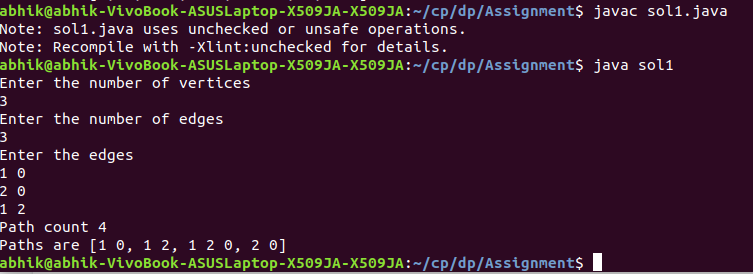 abhik@abhik-VivoBook-ASUSLaptop-X509JA-X509JA:~/cp/dp/Assignment$ javac sol1.java
Note: sol1.java uses unchecked or unsafe operations.
Note: Recompile with -Xlint:unchecked for details.
abhik@abhik-VivoBook-ASUSLaptop-X509JA-X509JA:~/cp/dp/Assignment$ java sol1
Enter the number of vertices
3
Enter the number of edges
3
Enter the edges
1 0
2 0
1 2
Path count 4
Paths are [1 0, 1 2, 1 2 0, 2 0]
abhik@abhik-VivoBook-ASUSLaptop-X509JA-X509JA:~/cp/dp/Assignment$